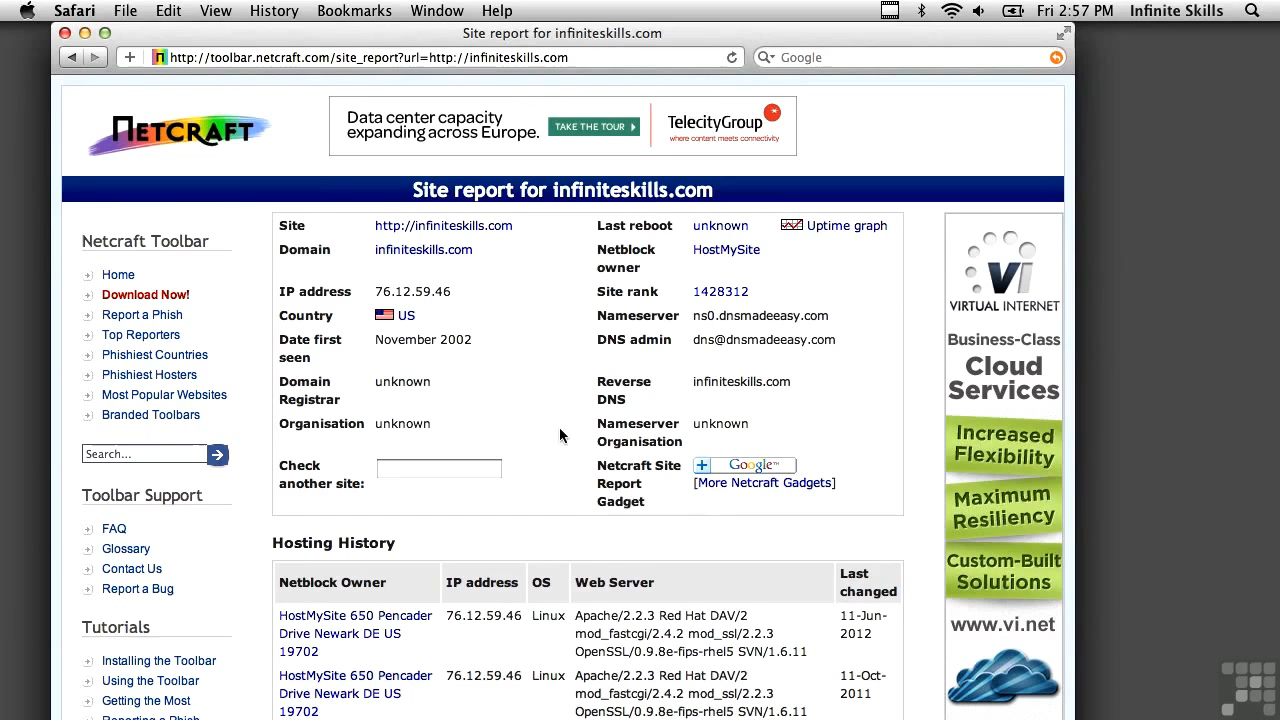 Safari File Edit View History Bookmarks Window Help Fri 2:57 PM Infinite Skills
Site report for infiniteskills.com
http://toolbar.netcraft.com/site_report?url=http://infiniteskills.com
Google
NETCRAFT
Data center capacity
expanding across Europe.
TAKE THE TOUR
TelecityGroup
where content meets connectivity
Site report for infiniteskills.com
Netcraft Toolbar
Home
Download Now!
Report a Phish
Top Reporters
Phishiest Countries
Phishiest Hosters
Most Popular Websites
Branded Toolbars
Search...
Toolbar Support
FAQ
Glossary
Contact Us
Report a Bug
Tutorials
Installing the Toolbar
Using the Toolbar
Getting the Most
Reporting a Phish
Site http://infiniteskills.com Last reboot unknown Uptime graph
Domain infiniteskills.com Netblock owner HostMySite
IP address 76.12.59.46 Site rank 1428312
Country US Nameserver ns0.dnsmadeeasy.com
Date first seen November 2002 DNS admin dns@dnsmadeeasy.com
Domain Registrar unknown Reverse DNS infiniteskills.com
Organisation unknown Nameserver Organisation unknown
Check another site: Netcraft Site Report Gadget Google™
[More Netcraft Gadgets]
Hosting History
Netblock Owner IP address OS Web Server Last changed
HostMySite 650 Pencader 76.12.59.46 Linux Apache/2.2.3 Red Hat DAV/2 11-Jun-
Drive Newark DE US mod_fastcgi/2.4.2 mod_ssl/2.2.3 2012
19702 OpenSSL/0.9.8e-fips-rhel5 SVN/1.6.11
HostMySite 650 Pencader 76.12.59.46 Linux Apache/2.2.3 Red Hat DAV/2 11-Oct-
Drive Newark DE US mod_fastcgi/2.4.2 mod_ssl/2.2.3 2011
19702 OpenSSL/0.9.8e-fips-rhel5 SVN/1.6.11
VI
VIRTUAL INTERNET
Business-Class
Cloud
Services
Increased
Flexibility
Maximum
Resiliency
Custom-Built
Solutions
www.vi.net